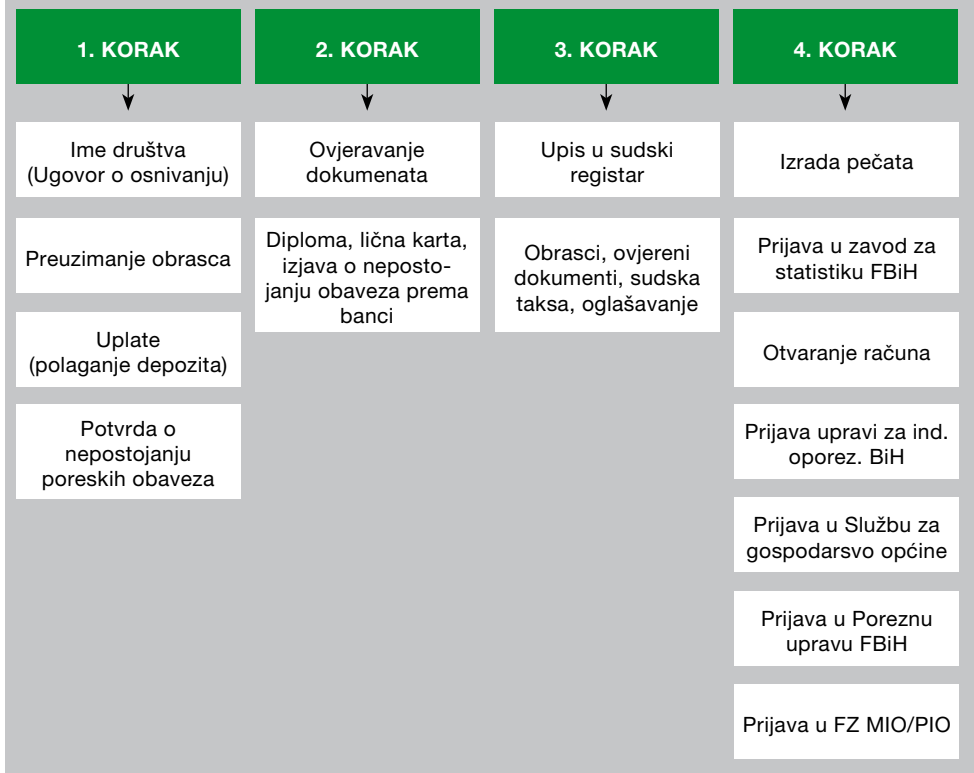 1. KORAK
Ime društva
(Ugovor o osnivanju)
Preuzimanje obrasca
Uplate
(polaganje depozita)
Potvrda o
nepostojanju
poreskih obaveza
2. KORAK
Ovjeravanje
dokumenata
Diploma, lična karta,
izjava o neposto-
janju obaveza prema
banci
3. KORAK
Upis u sudski
registar
Obrasci, ovjereni
dokumenti, sudska
taksa, oglašavanje
4. KORAK
Izrada pečata
Prijava u zavod za
statistiku FBiH
Otvaranje računa
Prijava upravi za ind.
oporez. BiH
Prijava u Službu za
gospodarsvo općine
Prijava u Poreznu
upravu FBiH
Prijava u FZ MIO/PIO